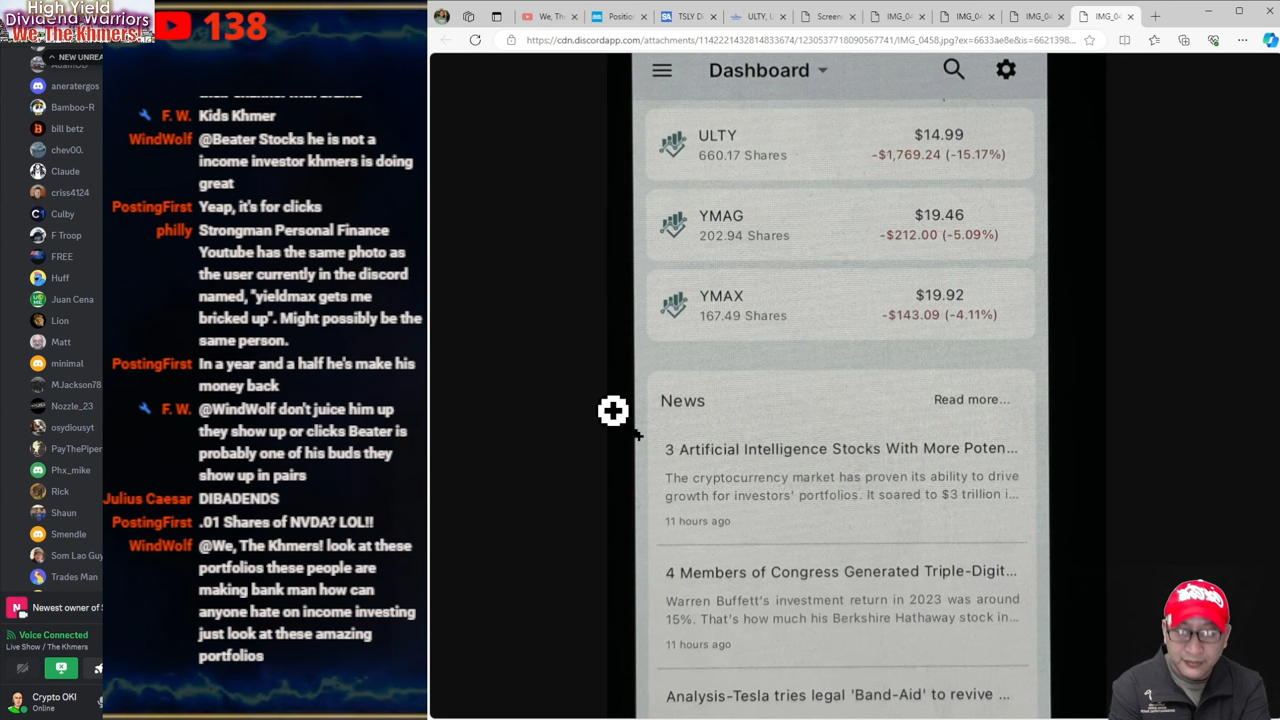 High Yield
Dividend Warriors
We, The Khmers!
138
NEW UNREA
aneratergos
Bamboo-R
bill betz
chev00.
Claude
criss4124
Culby
F Troop
FREE
Huff
Juan Cena
Lion
Matt
minimal
MJackson78
Nozzle_23
osydiousyt
PayThePiper
Phx_mike
Rick
Shaun
Smendle
Som Lao Guy
Trades Man
Newest owner of S
Voice Connected
Live Show / The Khmers
Crypto OKI
Online
F. W. Kids Khmer
WindWolf @Beater Stocks he is not a
income investor khmers is doing
great
PostingFirst Yeap, it's for clicks
philly Strongman Personal Finance
Youtube has the same photo as
the user currently in the discord
named, "yieldmax gets me
bricked up". Might possibly be the
same person.
PostingFirst In a year and a half he's make his
money back
F. W. @WindWolf don't juice him up
they show up or clicks Beater is
probably one of his buds they
show up in pairs
Julius Caesar DIBADENDS
PostingFirst .01 Shares of NVDA? LOL!!
WindWolf @We, The Khmers! look at these
portfolios these people are
making bank man how can
anyone hate on income investing
just look at these amazing
portfolios
We, The
Position
TSLY D
ULTY, U
Screen
IMG_04
IMG_04
IMG_04
IMG_04
https://cdn.discordapp.com/attachments/1142221432814833674/1230537718090567741/IMG_0458.jpg?ex=6633ae8e&is=6621398...
Dashboard
ULTY $14.99
660.17 Shares -$1,769.24 (-15.17%)
YMAG $19.46
202.94 Shares -$212.00 (-5.09%)
YMAX $19.92
167.49 Shares -$143.09 (-4.11%)
News Read more...
3 Artificial Intelligence Stocks With More Poten...
The cryptocurrency market has proven its ability to drive
growth for investors' portfolios. It soared to $3 trillion i...
11 hours ago
4 Members of Congress Generated Triple-Digit...
Warren Buffett's investment return in 2023 was around
15%. That's how much his Berkshire Hathaway stock in...
11 hours ago
Analysis-Tesla tries legal 'Band-Aid' to revive ...